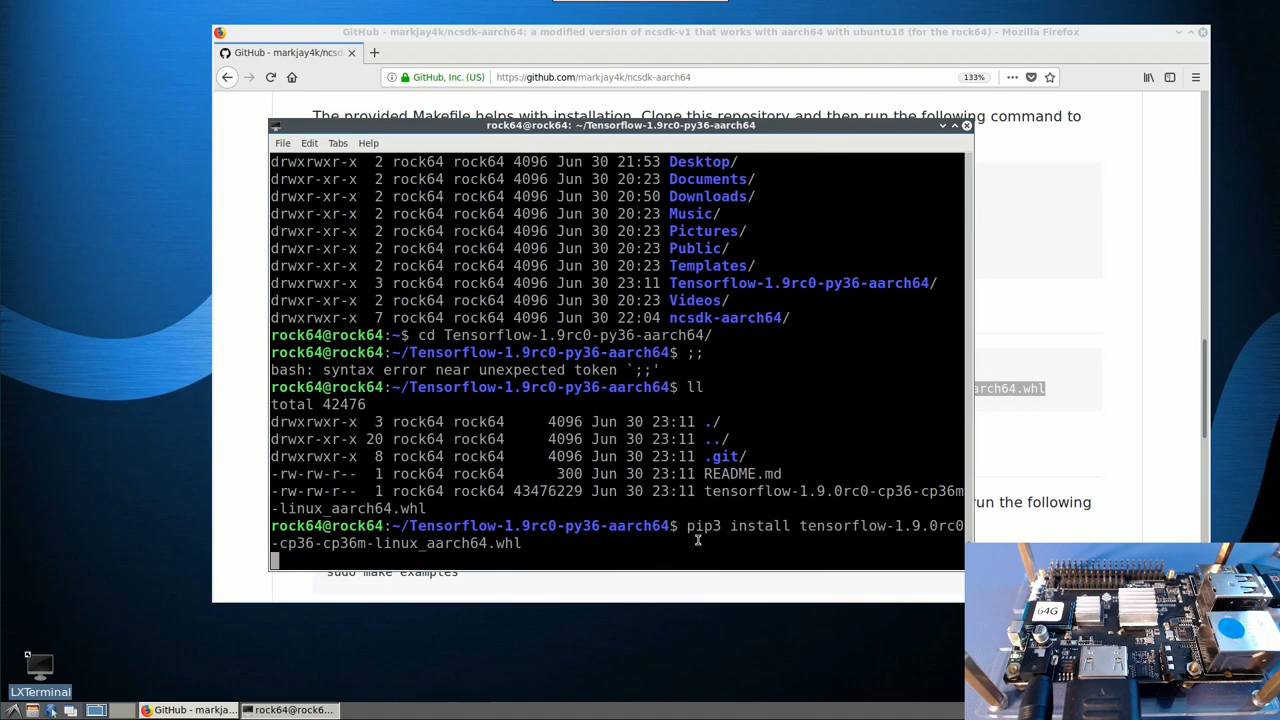 GitHub - markjay4k/ncsdk-aarch64: a modified version of ncsdk-v1 that works with aarch64 with ubuntu18 (for the rock64) - Mozilla Firefox
GitHub - markjay4k/ncsd
GitHub, Inc. (US)
https://github.com/markjay4k/ncsdk-aarch64
133%
The provided Makefile helps with installation. Clone this repository and then run the following command to
rock64@rock64: ~/Tensorflow-1.9rc0-py36-aarch64
File Edit Tabs Help
drwxrwxr-x 2 rock64 rock64 4096 Jun 30 21:53 Desktop/
drwxr-xr-x 2 rock64 rock64 4096 Jun 30 20:23 Documents/
drwxr-xr-x 2 rock64 rock64 4096 Jun 30 20:50 Downloads/
drwxr-xr-x 2 rock64 rock64 4096 Jun 30 20:23 Music/
drwxr-xr-x 2 rock64 rock64 4096 Jun 30 20:23 Pictures/
drwxr-xr-x 2 rock64 rock64 4096 Jun 30 20:23 Public/
drwxr-xr-x 2 rock64 rock64 4096 Jun 30 20:23 Templates/
drwxrwxr-x 3 rock64 rock64 4096 Jun 30 23:11 Tensorflow-1.9rc0-py36-aarch64/
drwxr-xr-x 2 rock64 rock64 4096 Jun 30 20:23 Videos/
drwxrwxr-x 7 rock64 rock64 4096 Jun 30 22:04 ncsdk-aarch64/
rock64@rock64:~$ cd Tensorflow-1.9rc0-py36-aarch64/
rock64@rock64:~/Tensorflow-1.9rc0-py36-aarch64$ ;;
bash: syntax error near unexpected token `;;'
rock64@rock64:~/Tensorflow-1.9rc0-py36-aarch64$ ll
total 42476
drwxrwxr-x 3 rock64 rock64 4096 Jun 30 23:11 ./
drwxr-xr-x 20 rock64 rock64 4096 Jun 30 23:11 ../
drwxrwxr-x 8 rock64 rock64 4096 Jun 30 23:11 .git/
-rw-rw-r-- 1 rock64 rock64 300 Jun 30 23:11 README.md
-rw-rw-r-- 1 rock64 rock64 43476229 Jun 30 23:11 tensorflow-1.9.0rc0-cp36-cp36m
-linux_aarch64.whl
rock64@rock64:~/Tensorflow-1.9rc0-py36-aarch64$ pip3 install tensorflow-1.9.0rc0
-cp36-cp36m-linux_aarch64.whl
arch64.whl
run the following
sudo make examples
64G
LXTerminal
GitHub - markja...
rock64@rock6...